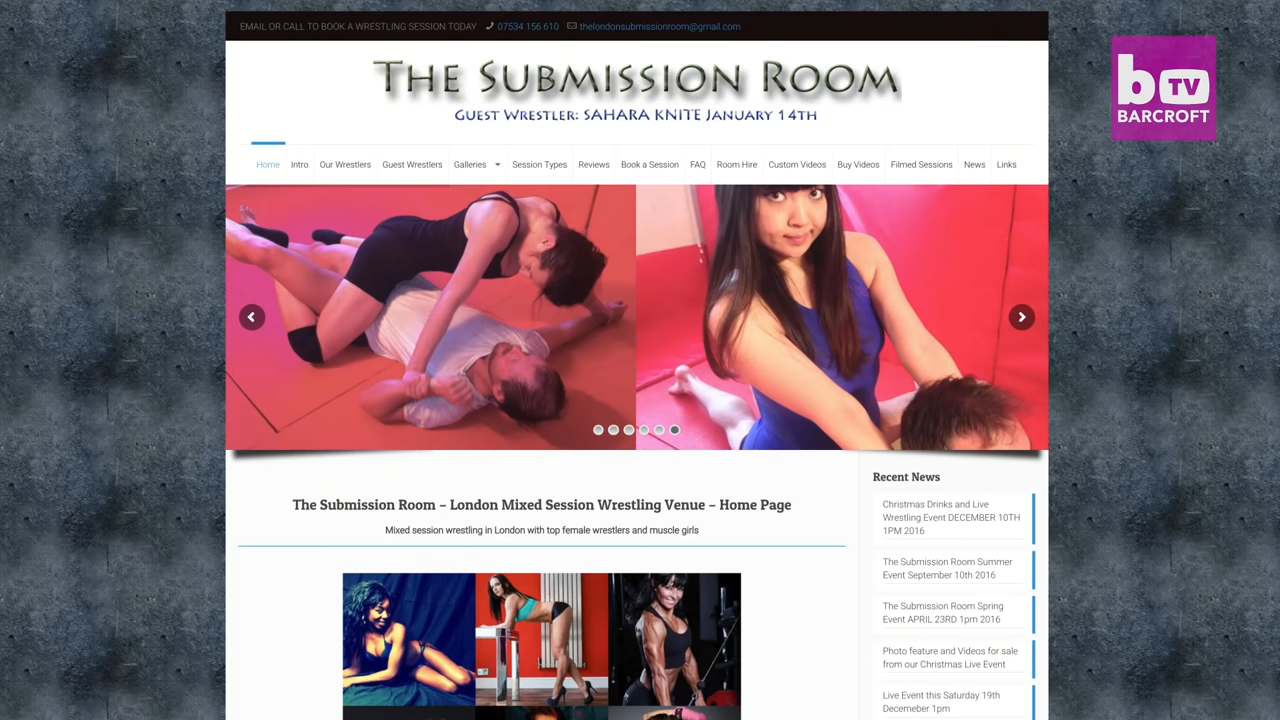 EMAIL OR CALL TO BOOK A WRESTLING SESSION TODAY 07534 156 610 thelondonsubmissionroom@gmail.com
THE SUBMISSION ROOM
GUEST WRESTLER: SAHARA KNITE JANUARY 14TH
b TV
BARCROFT
Home Intro Our Wrestlers Guest Wrestlers Galleries Session Types Reviews Book a Session FAQ Room Hire Custom Videos Buy Videos Filmed Sessions News Links
The Submission Room – London Mixed Session Wrestling Venue – Home Page
Mixed session wrestling in London with top female wrestlers and muscle girls
Recent News
Christmas Drinks and Live
Wrestling Event DECEMBER 10TH
1PM 2016
The Submission Room Summer
Event September 10th 2016
The Submission Room Spring
Event APRIL 23RD 1pm 2016
Photo feature and Videos for sale
from our Christmas Live Event
Live Event this Saturday 19th
Decemeber 1pm